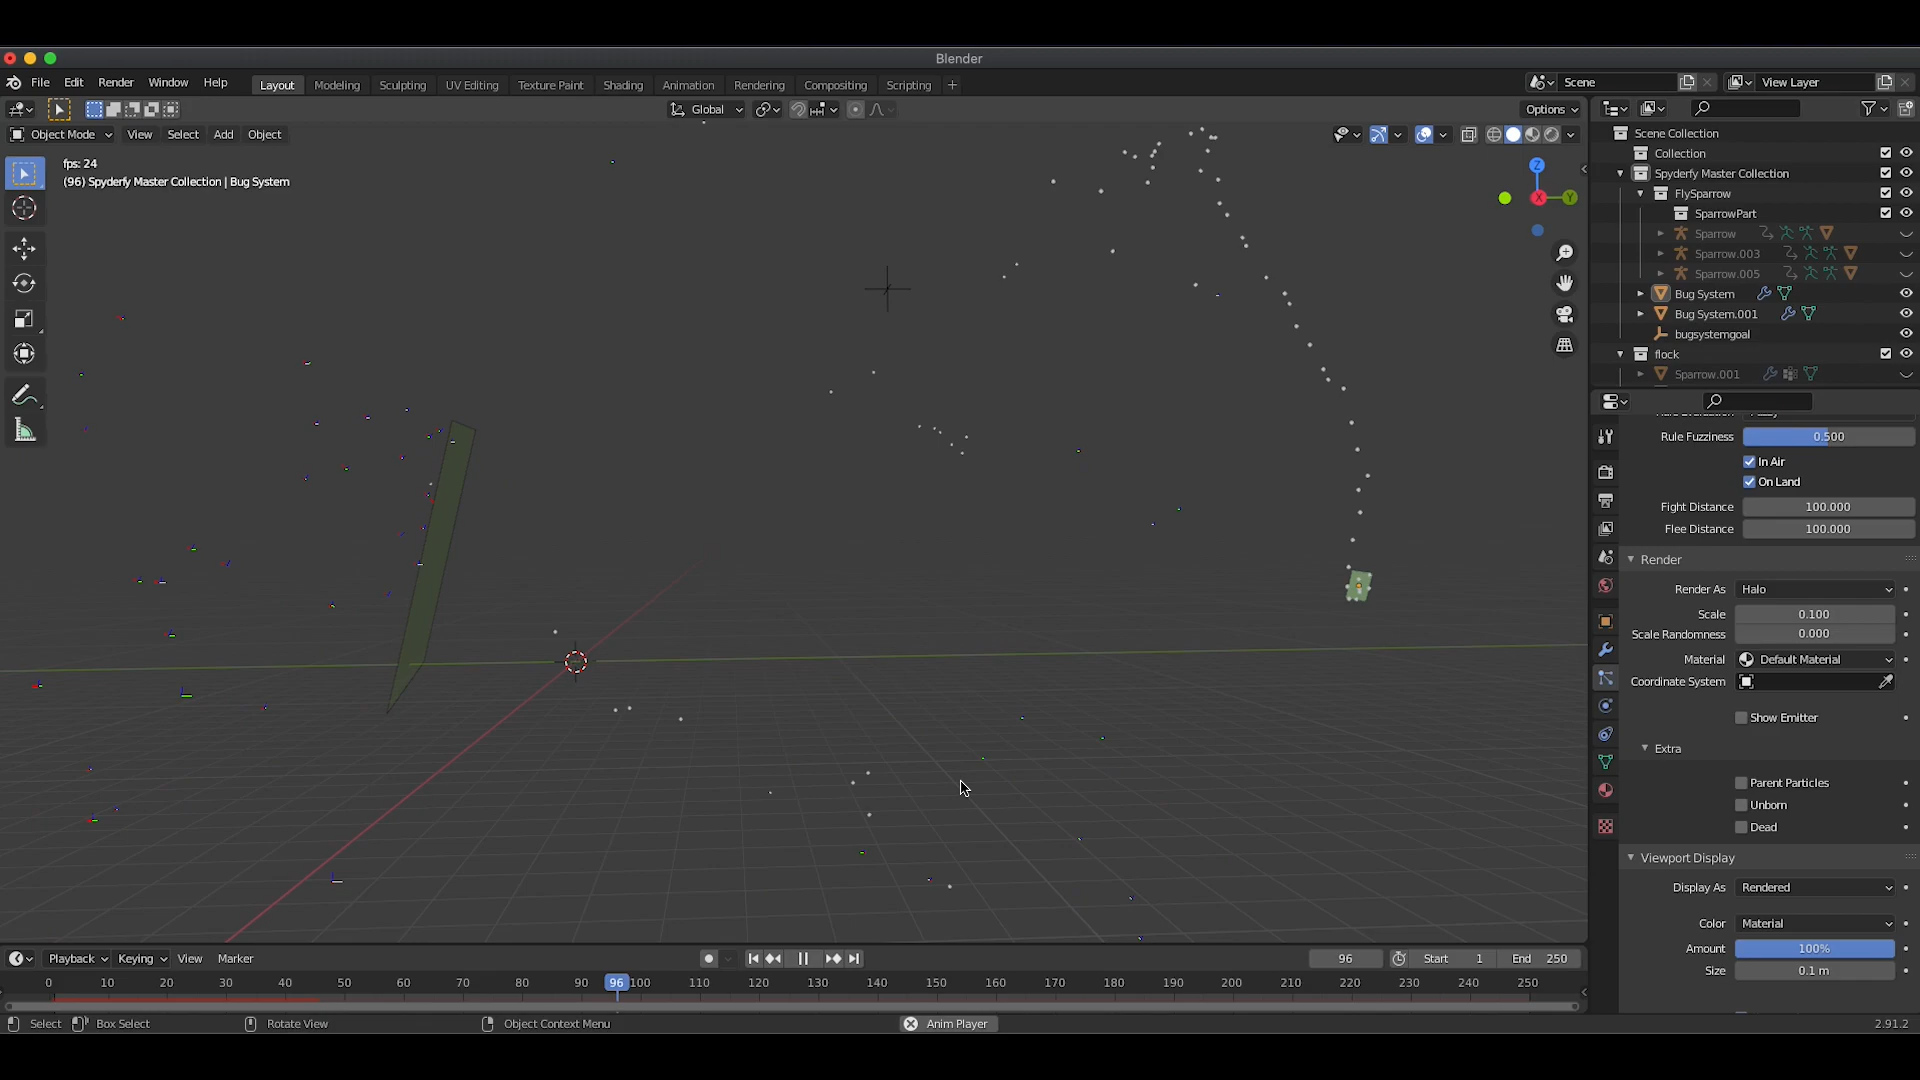 Blender
File Edit Render Window Help Layout Modeling Sculpting UV Editing Texture Paint Shading Animation Rendering Compositing Scripting + Scene View Layer
Global Options
Object Mode View Select Add Object
fps: 24
(96) Spyderfy Master Collection | Bug System
Z
X
Y
Scene Collection
Collection
Spyderfy Master Collection
FlySparrow
SparrowPart
Sparrow
Sparrow.003
Sparrow.005
Bug System
Bug System.001
bugsystemgoal
flock
Sparrow.001
Rule Fuzziness 0.500
In Air
On Land
Fight Distance 100.000
Flee Distance 100.000
Render
Render As Halo
Scale 0.100
Scale Randomness 0.000
Material Default Material
Coordinate System
Show Emitter
Extra
Parent Particles
Unborn
Dead
Viewport Display
Display As Rendered
Color Material
Amount 100%
Size 0.1 m
Playback Keying View Marker 96 Start 1 End 250
0 10 20 30 40 50 60 70 80 90 96 100 110 120 130 140 150 160 170 180 190 200 210 220 230 240 250
Select Box Select Rotate View Object Context Menu Anim Player 2.91.2